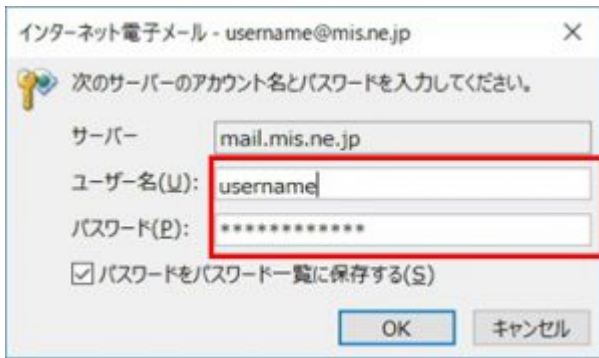 インターネット電子メール - username@mis.ne.jp
次のサーバーのアカウント名とパスワードを入力してください。
サーバー mail.mis.ne.jp
ユーザー名(U): username
パスワード(P): ************
パスワードをパスワード一覧に保存する(S)
OK キャンセル